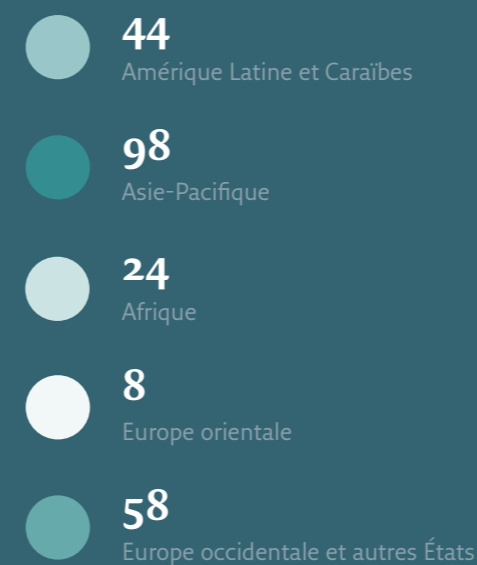 44
Amérique Latine et Caraïbes
98
Asie-Pacifique
24
Afrique
8
Europe orientale
58
Europe occidentale et autres États